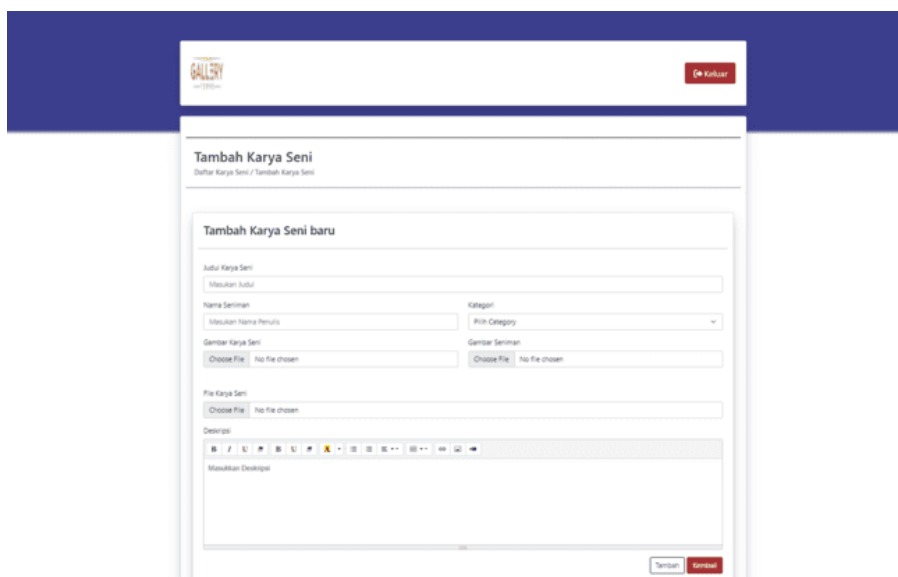 GALLERY
Keluar
Tambah Karya Seni
Daftar Karya Seni / Tambah Karya Seni
Tambah Karya Seni baru
Judul Karya Seni
Masukan Judul
Nama Seniman
Kategori
Masukan Nama Penulis
Pilih Category
Gambar Karya Seni
Gambar Seniman
Choose File No file chosen
Choose File No file chosen
File Karya Seni
Choose File No file chosen
Deskripsi
B I U B U A
Masukkan Deskripsi
Tambah Kembali